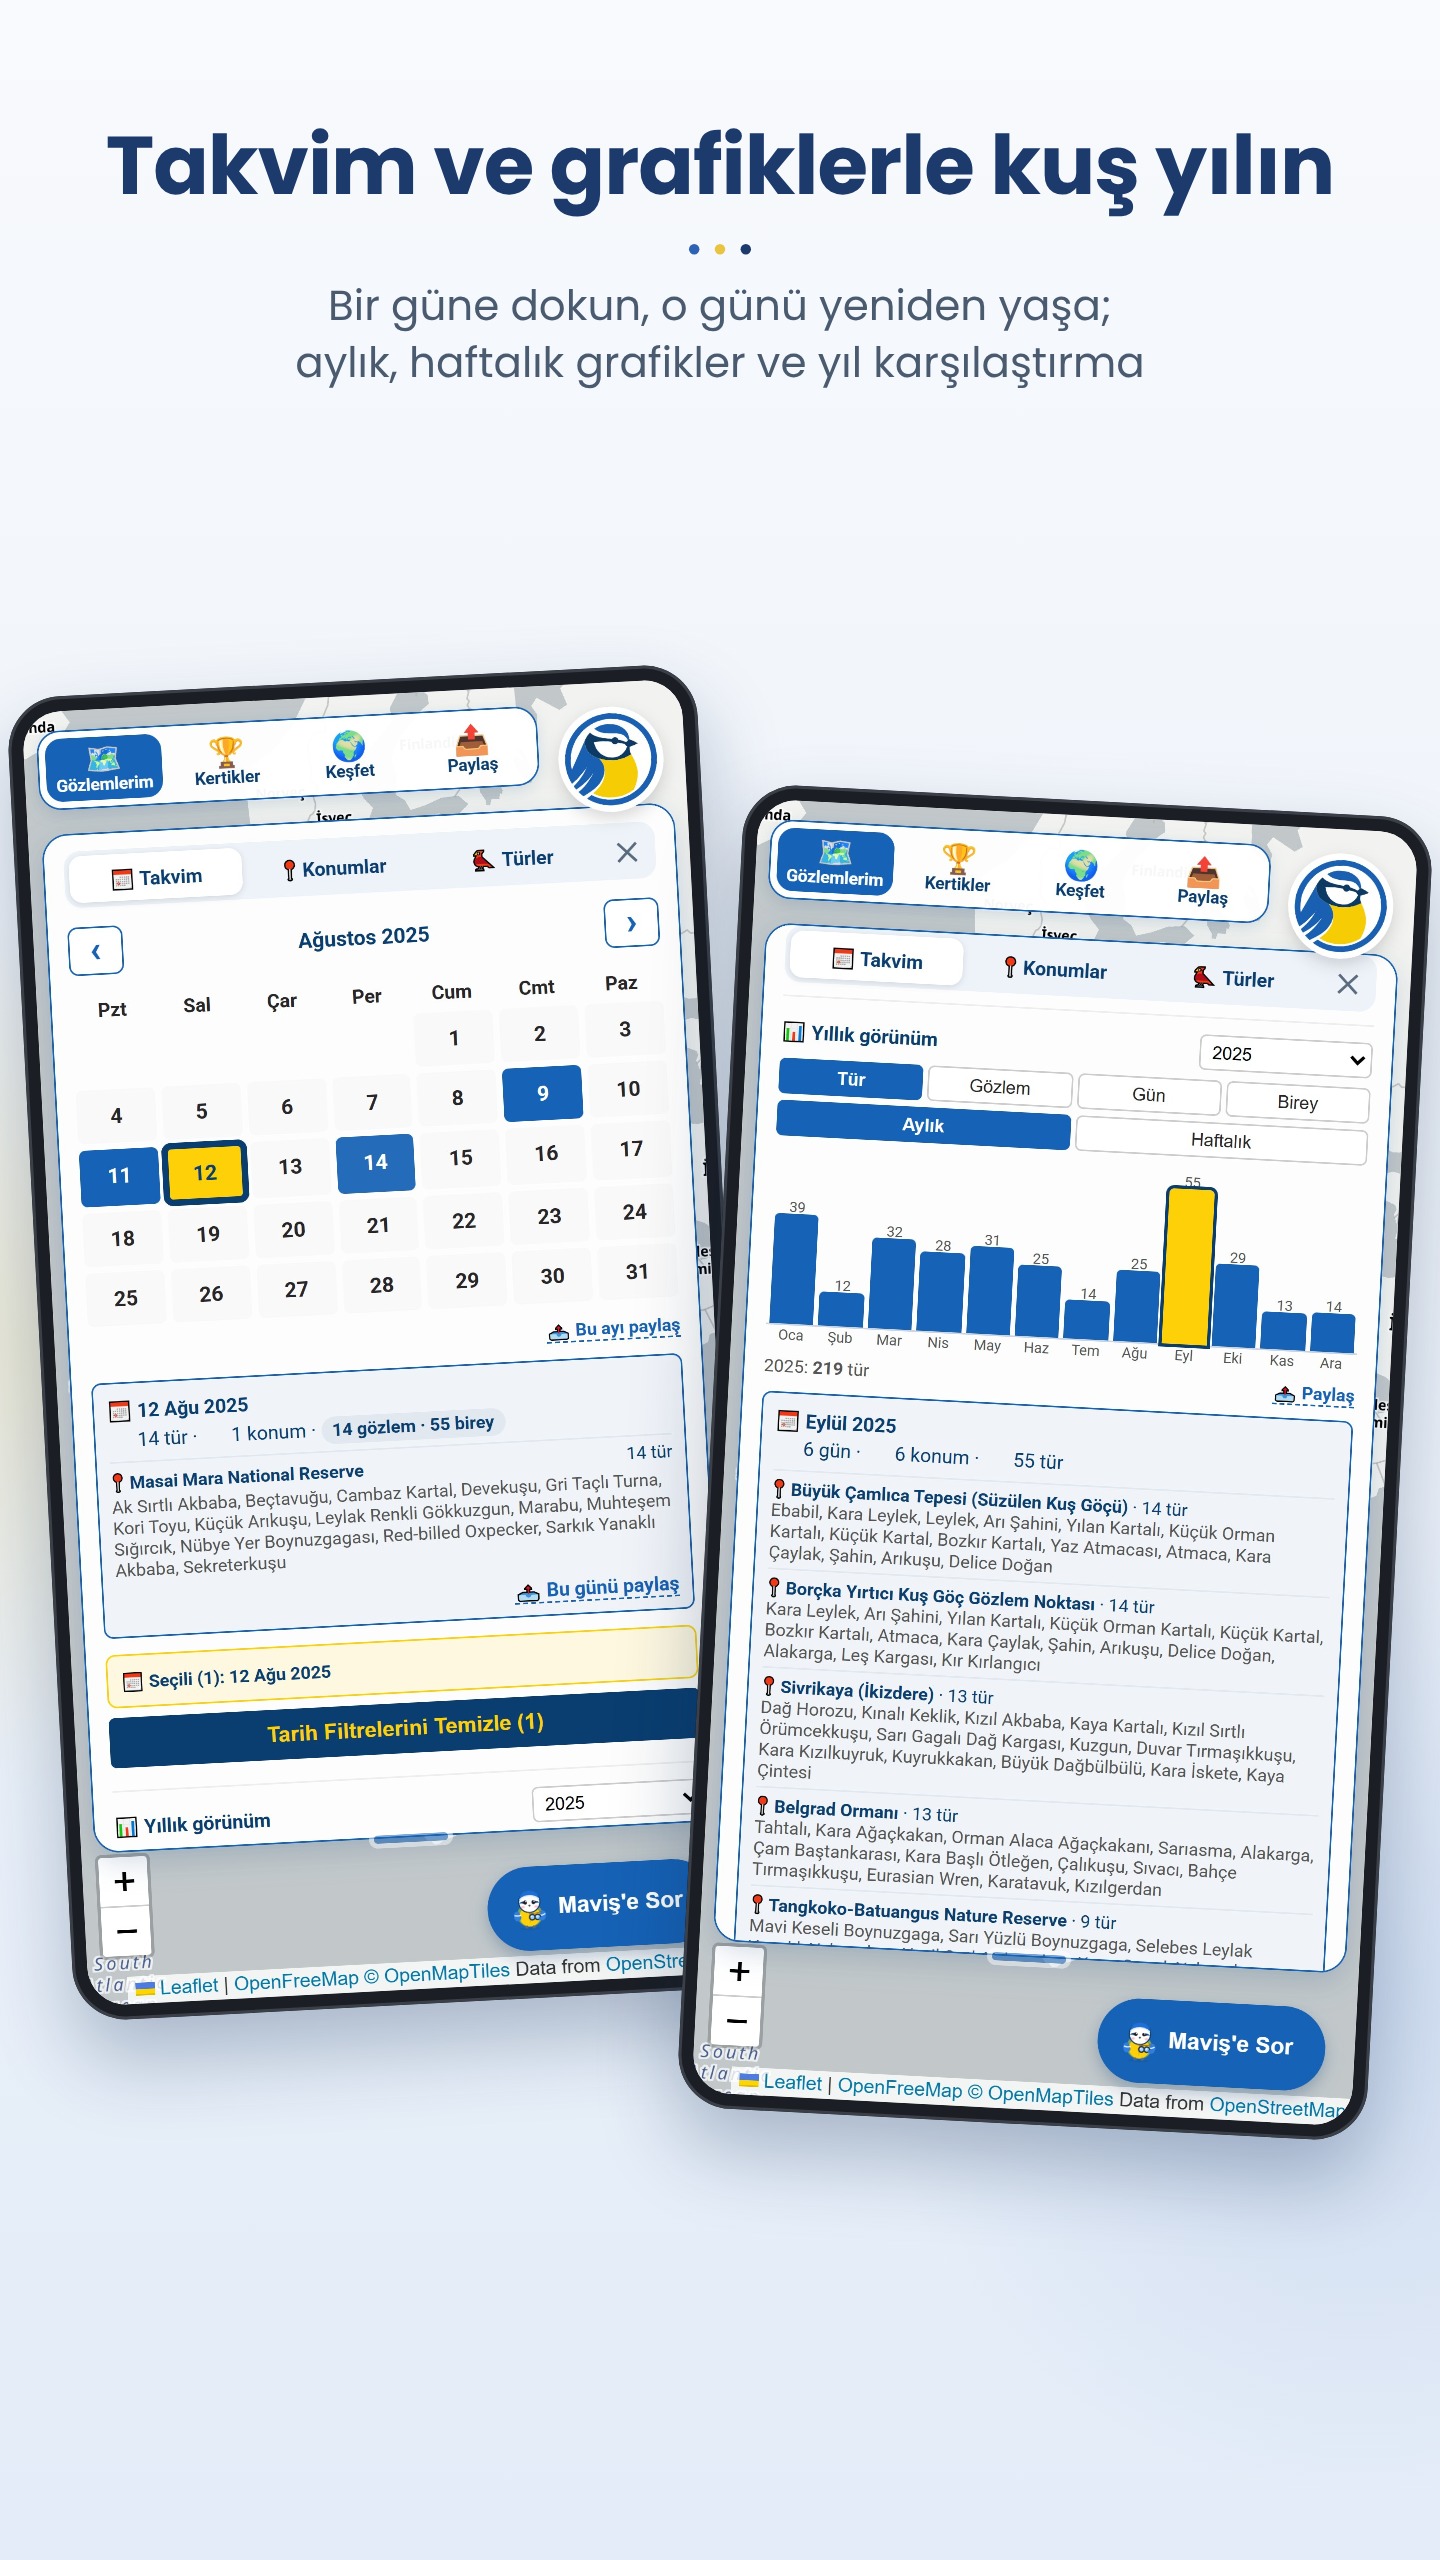 Takvim ve grafiklerle kuş yılın
Bir güne dokun, o günü yeniden yaşa;
aylık, haftalık grafikler ve yıl karşılaştırma
nda
Gözlemlerim
Kertikler
Keşfet
Paylaş
İsveç
Takvim
Konumlar
Türler
Ağustos 2025
Pzt Sal Çar Per Cum Cmt Paz
1 2 3
4 5 6 7 8 9 10
11 12 13 14 15 16 17
18 19 20 21 22 23 24
25 26 27 28 29 30 31
Bu ayı paylaş
12 Ağu 2025
14 tür · 1 konum · 14 gözlem · 55 birey
Masai Mara National Reserve 14 tür
Ak Sırtlı Akbaba, Beçtavuğu, Cambaz Kartal, Devekuşu, Gri Taçlı Turna,
Kori Toyu, Küçük Arıkuşu, Leylak Renkli Gökkuzgun, Marabu, Muhteşem
Sığırcık, Nübye Yer Boynuzgagası, Red-billed Oxpecker, Sarkık Yanaklı
Akbaba, Sekreterkuşu
Bu günü paylaş
Seçili (1): 12 Ağu 2025
Tarih Filtrelerini Temizle (1)
Yıllık görünüm 2025
+
−
Maviş'e Sor
South
Leaflet | OpenFreeMap © OpenMapTiles Data from OpenStre
nda
Gözlemlerim
Kertikler
Keşfet
Paylaş
İsveç
Takvim
Konumlar
Türler
Yıllık görünüm 2025
Tür Gözlem Gün Birey
Aylık Haftalık
39 12 32 28 31 25 14 25 55 29 13 14
Oca Şub Mar Nis May Haz Tem Ağu Eyl Eki Kas Ara
2025: 219 tür
Paylaş
Eylül 2025
6 gün · 6 konum · 55 tür
Büyük Çamlıca Tepesi (Süzülen Kuş Göçü) · 14 tür
Ebabil, Kara Leylek, Leylek, Arı Şahini, Yılan Kartalı, Küçük Orman
Kartalı, Küçük Kartal, Bozkır Kartalı, Yaz Atmacası, Atmaca, Kara
Çaylak, Şahin, Arıkuşu, Delice Doğan
Borçka Yırtıcı Kuş Göç Gözlem Noktası · 14 tür
Kara Leylek, Arı Şahini, Yılan Kartalı, Küçük Orman Kartalı, Küçük Kartal,
Bozkır Kartalı, Atmaca, Kara Çaylak, Şahin, Arıkuşu, Delice Doğan,
Alakarga, Leş Kargası, Kır Kırlangıcı
Sivrikaya (İkizdere) · 13 tür
Dağ Horozu, Kınalı Keklik, Kızıl Akbaba, Kaya Kartalı, Kızıl Sırtlı
Örümcekkuşu, Sarı Gagalı Dağ Kargası, Kuzgun, Duvar Tırmaşıkkuşu,
Kara Kızılkuyruk, Kuyrukkakan, Büyük Dağbülbülü, Kara İskete, Kaya
Çintesi
Belgrad Ormanı · 13 tür
Tahtalı, Kara Ağaçkakan, Orman Alaca Ağaçkakanı, Sarıasma, Alakarga,
Çam Baştankarası, Kara Başlı Ötleğen, Çalıkuşu, Sıvacı, Bahçe
Tırmaşıkkuşu, Eurasian Wren, Karatavuk, Kızılgerdan
Tangkoko-Batuangus Nature Reserve · 9 tür
Mavi Keseli Boynuzgaga, Sarı Yüzlü Boynuzgaga, Selebes Leylak
+
−
Maviş'e Sor
South
Leaflet | OpenFreeMap © OpenMapTiles Data from OpenStreetMap